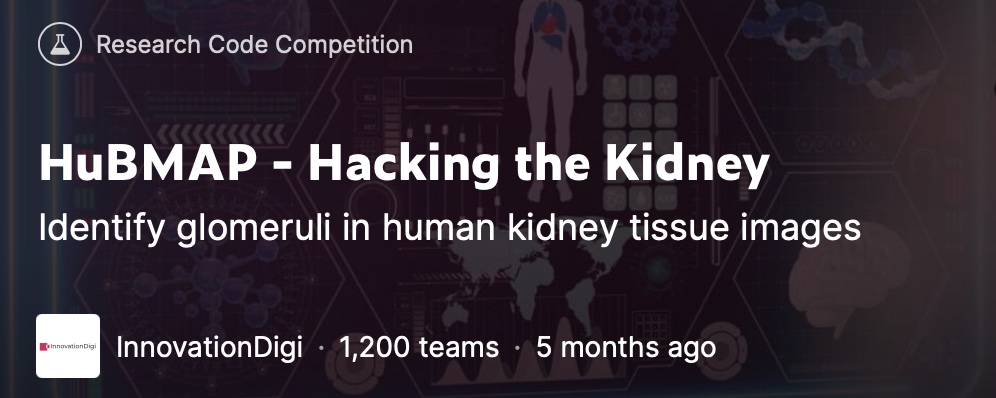 Research Code Competition
HuBMAP - Hacking the Kidney
Identify glomeruli in human kidney tissue images
InnovationDigi
InnovationDigi · 1,200 teams · 5 months ago